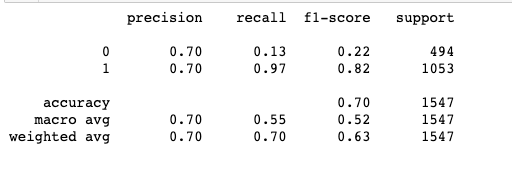 precision recall f1-score support
0 0.70 0.13 0.22 494
1 0.70 0.97 0.82 1053
accuracy 0.70 1547
macro avg 0.70 0.55 0.52 1547
weighted avg 0.70 0.70 0.63 1547